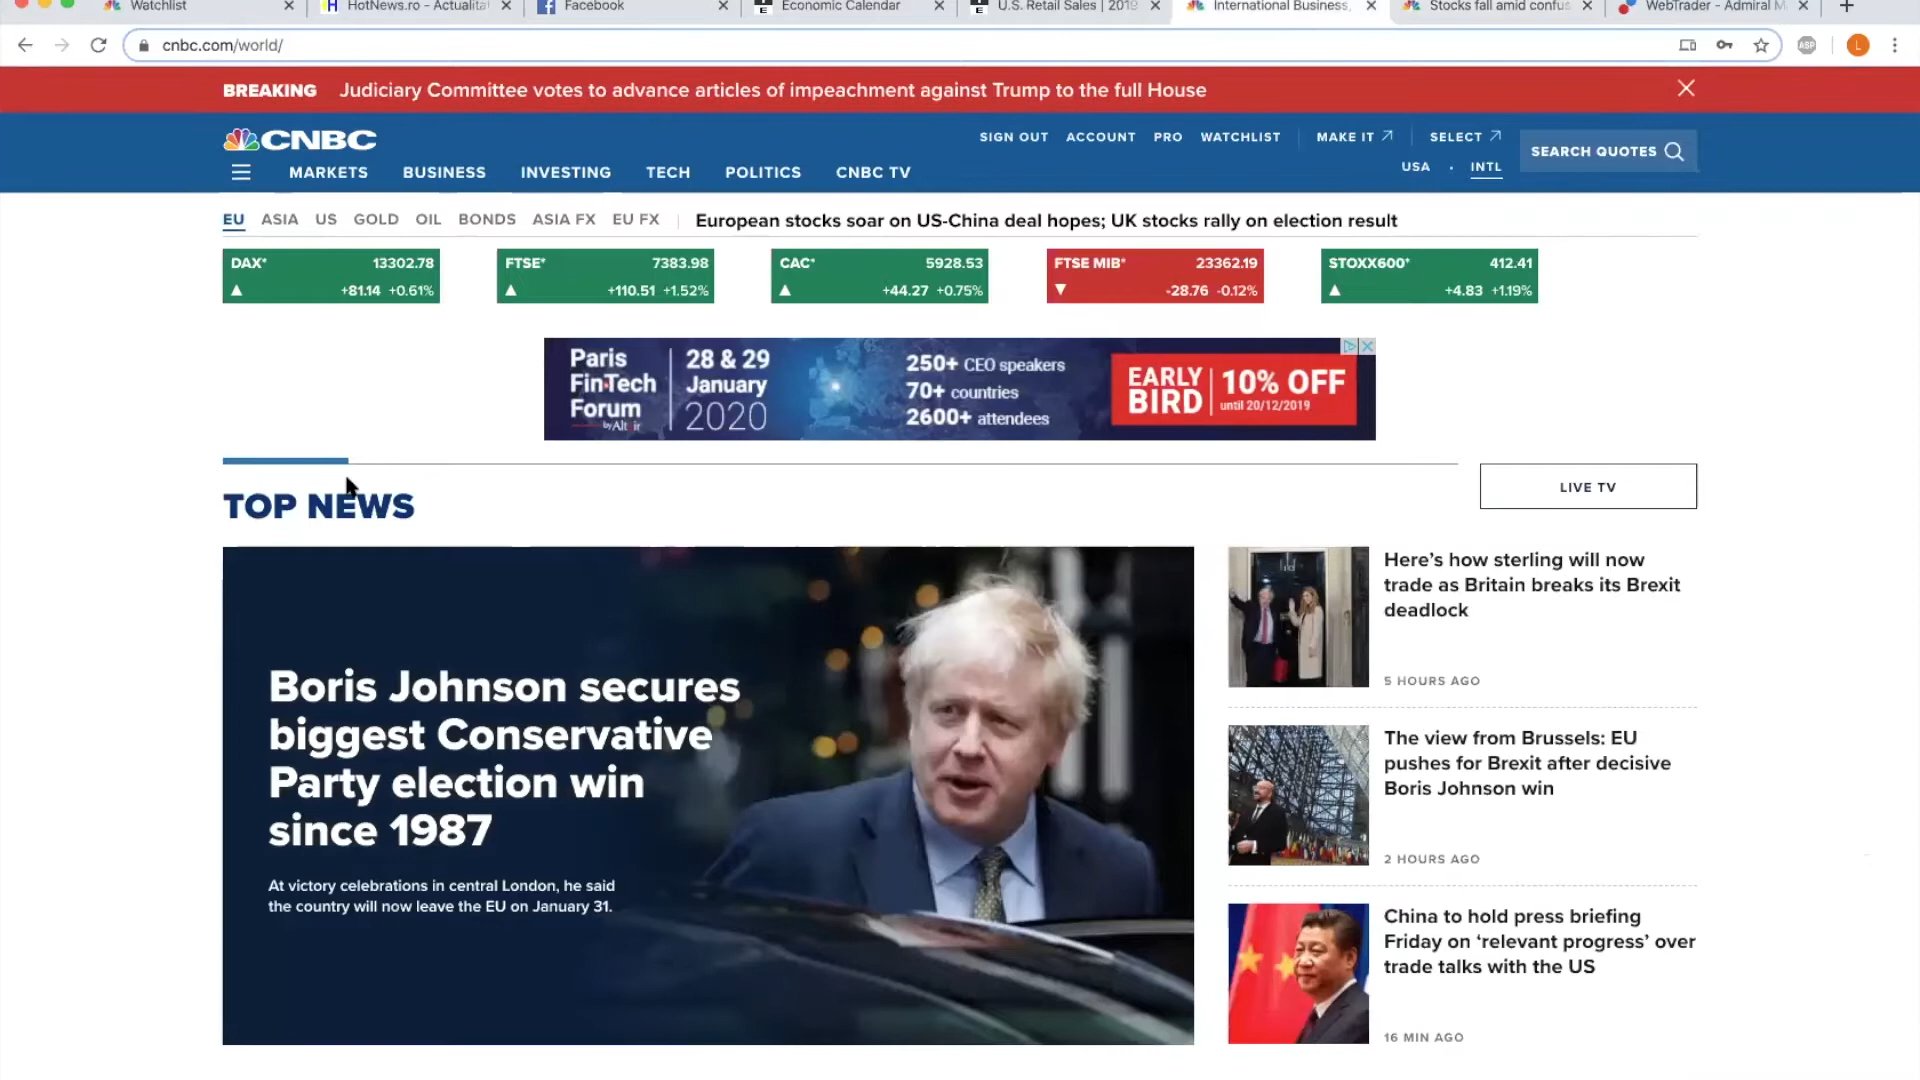 Watchlist
HotNews.ro - Actualitat
Facebook
Economic Calendar
U.S. Retail Sales | 2019
International Business,
Stocks fall amid confus
WebTrader - Admiral M
cnbc.com/world/
ABP
L
BREAKING Judiciary Committee votes to advance articles of impeachment against Trump to the full House
CNBC
SIGN OUT ACCOUNT PRO WATCHLIST MAKE IT SELECT
USA · INTL
SEARCH QUOTES
MARKETS BUSINESS INVESTING TECH POLITICS CNBC TV
EU ASIA US GOLD OIL BONDS ASIA FX EU FX European stocks soar on US-China deal hopes; UK stocks rally on election result
DAX* 13302.78
▲ +81.14 +0.61%
FTSE* 7383.98
▲ +110.51 +1.52%
CAC* 5928.53
▲ +44.27 +0.75%
FTSE MIB* 23362.19
▼ -28.76 -0.12%
STOXX600* 412.41
▲ +4.83 +1.19%
Paris
FinTech
Forum
28 & 29
January
2020
250+ CEO speakers
70+ countries
2600+ attendees
EARLY
BIRD
10% OFF
until 20/12/2019
TOP NEWS
LIVE TV
Boris Johnson secures
biggest Conservative
Party election win
since 1987
At victory celebrations in central London, he said
the country will now leave the EU on January 31.
Here's how sterling will now
trade as Britain breaks its Brexit
deadlock
5 HOURS AGO
The view from Brussels: EU
pushes for Brexit after decisive
Boris Johnson win
2 HOURS AGO
China to hold press briefing
Friday on ‘relevant progress’ over
trade talks with the US
16 MIN AGO